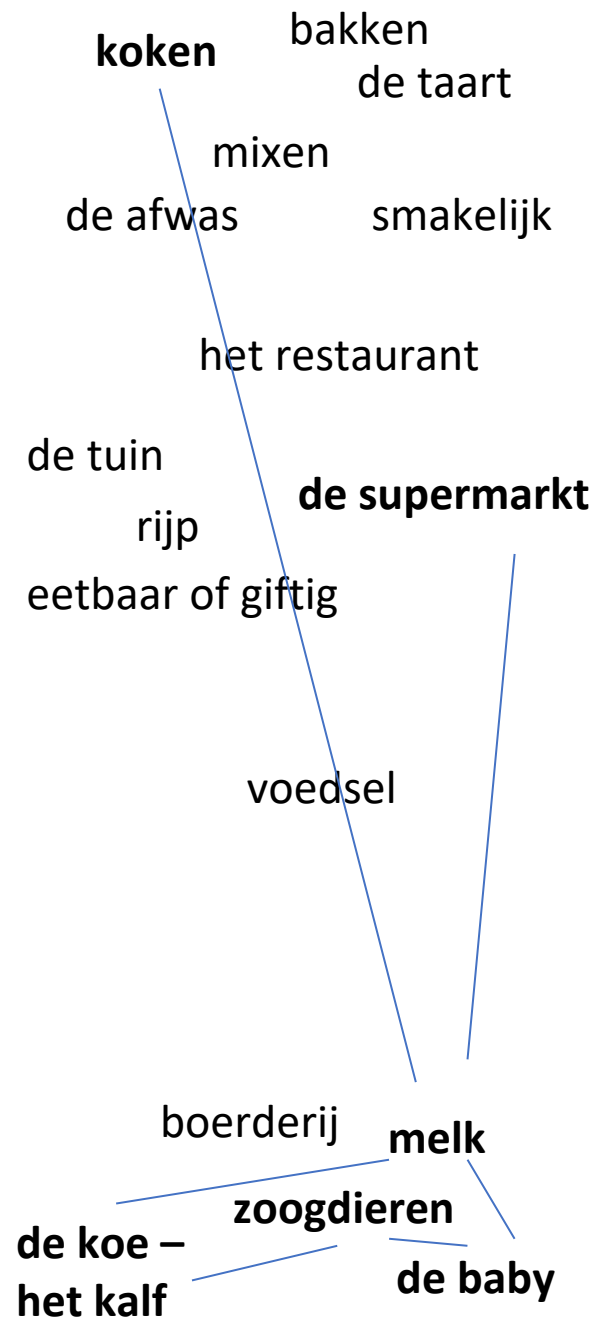 koken
bakken
de taart
mixen
de afwas
smakelijk
het restaurant
de tuin
de supermarkt
rijp
eetbaar of giftig
voedsel
boerderij
melk
zoogdieren
de koe –
het kalf
de baby